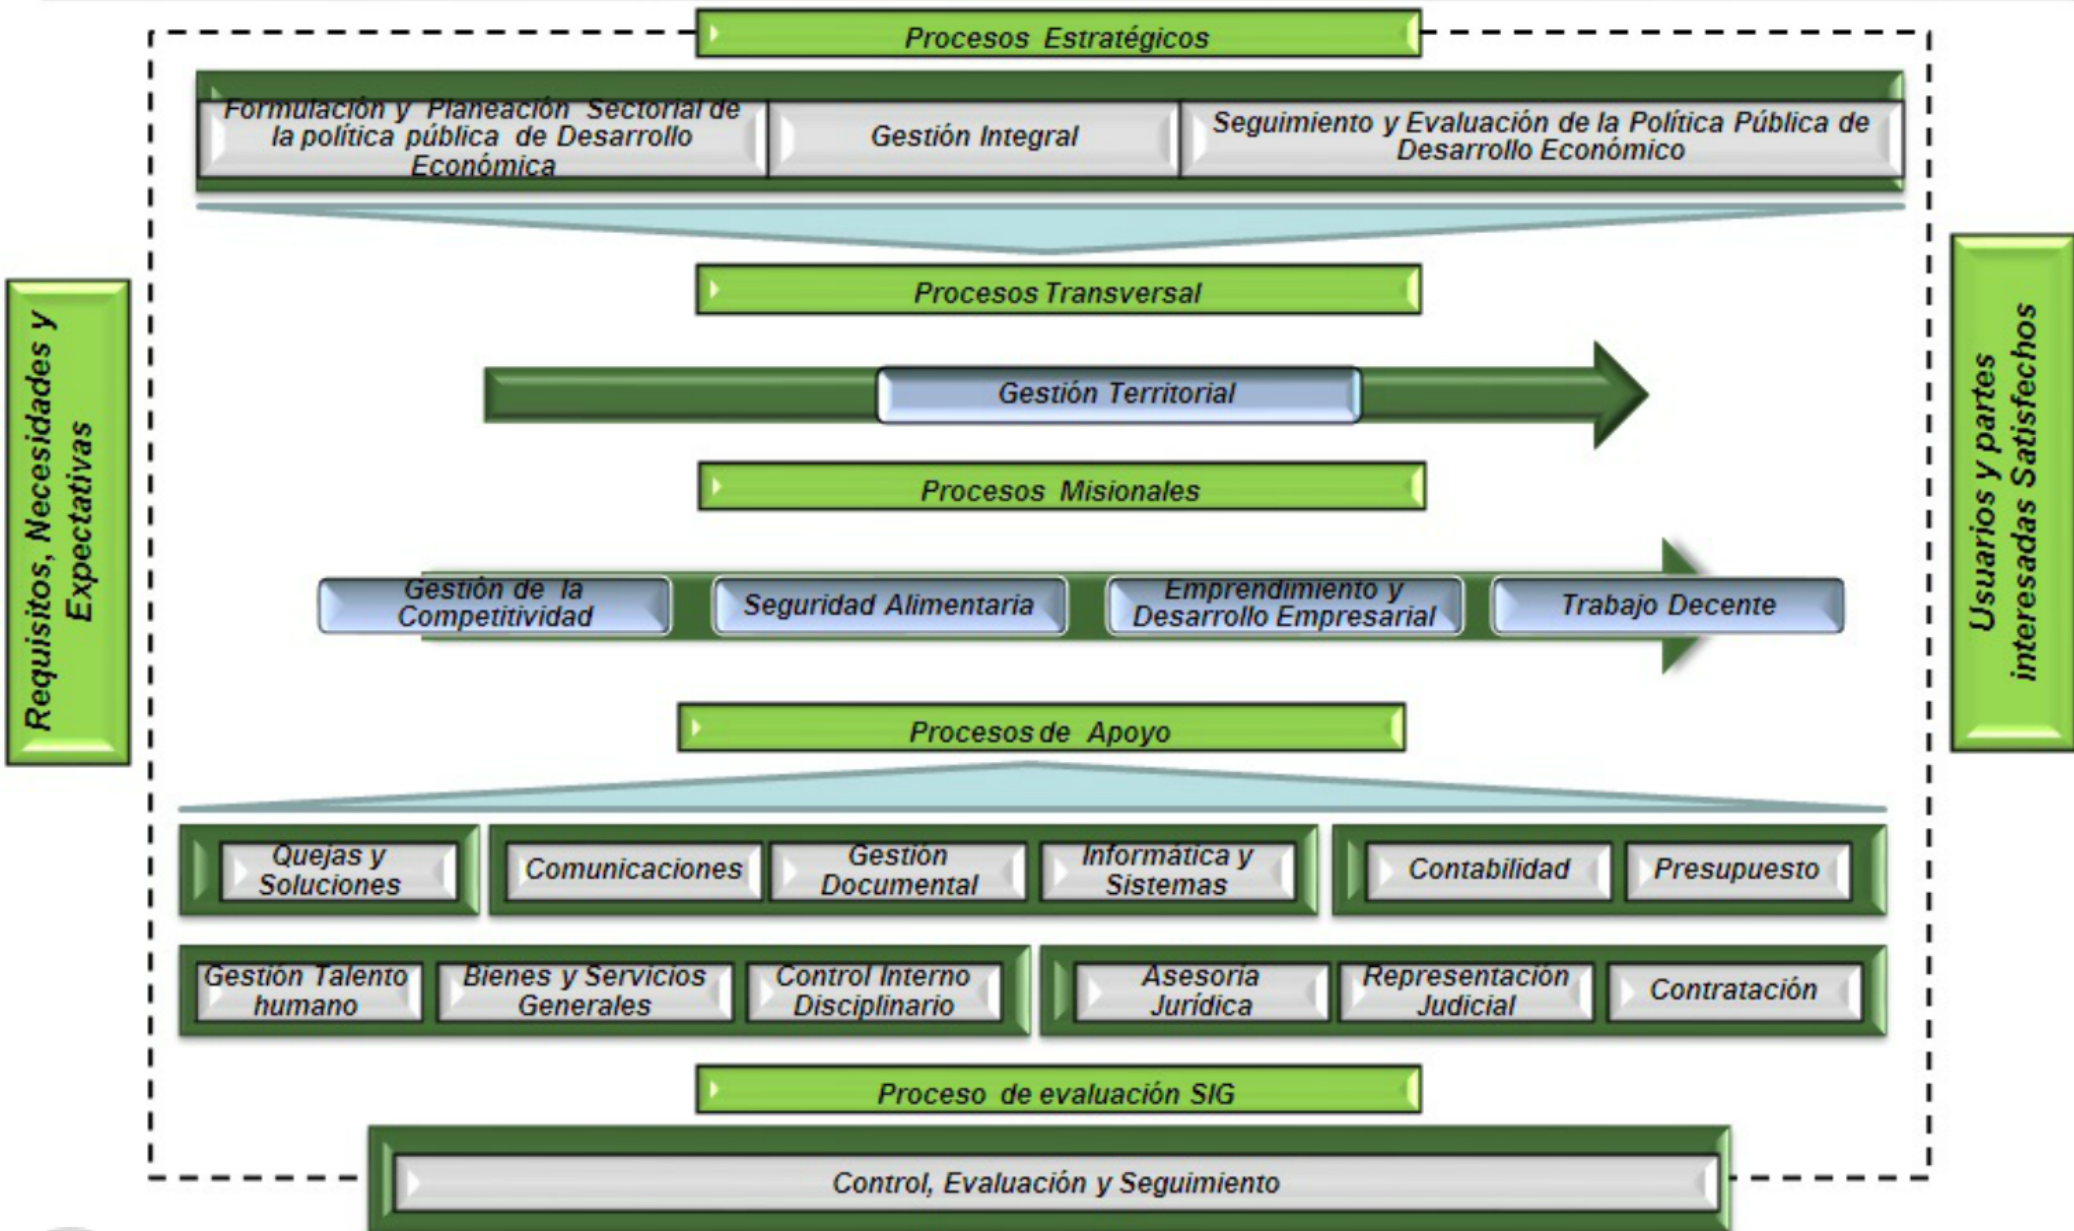 Procesos Estratégicos
Formulación y Planeación Sectorial de
la política pública de Desarrollo
Económica
Gestión Integral
Seguimiento y Evaluación de la Política Pública de
Desarrollo Económico
Procesos Transversal
Gestión Territorial
Procesos Misionales
Gestión de la
Competitividad
Seguridad Alimentaria
Emprendimiento y
Desarrollo Empresarial
Trabajo Decente
Requisitos, Necesidades y
Expectativas
Usuarios y partes
interesadas Satisfechos
Procesos de Apoyo
Quejas y
Soluciones
Comunicaciones
Gestión
Documental
Informática y
Sistemas
Contabilidad
Presupuesto
Gestión Talento
humano
Bienes y Servicios
Generales
Control Interno
Disciplinario
Asesoría
Jurídica
Representación
Judicial
Contratación
Proceso de evaluación SIG
Control, Evaluación y Seguimiento